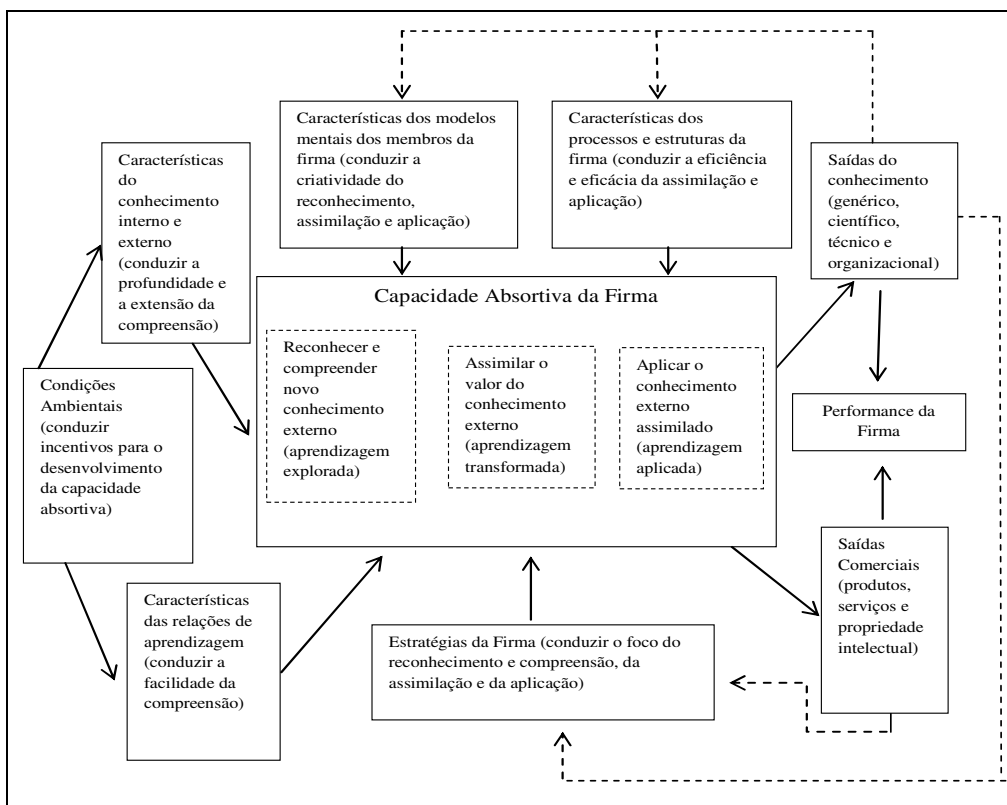 Características dos modelos
mentais dos membros da
firma (conduzir a
criatividade do
reconhecimento,
assimilação e aplicação)
Características dos
processos e estruturas da
firma (conduzir a eficiência
e eficácia da assimilação e
aplicação)
Características
do
conhecimento
interno e
externo
(conduzir a
profundidade e
a extensão da
compreensão)
Saídas do
conhecimento
(genérico,
científico,
técnico e
organizacional)
Capacidade Absortiva da Firma
Reconhecer e
compreender
novo
conhecimento
externo
(aprendizagem
explorada)
Assimilar o
valor do
conhecimento
externo
(aprendizagem
transformada)
Aplicar o
conhecimento
externo
assimilado
(aprendizagem
aplicada)
Condições
Ambientais
(conduzir
incentivos para o
desenvolvimento
da capacidade
absortiva)
Performance da
Firma
Características
das relações de
aprendizagem
(conduzir a
facilidade da
compreensão)
Estratégias da Firma (conduzir o foco do
reconhecimento e compreensão, da
assimilação e da aplicação)
Saídas
Comerciais
(produtos,
serviços e
propriedade
intelectual)